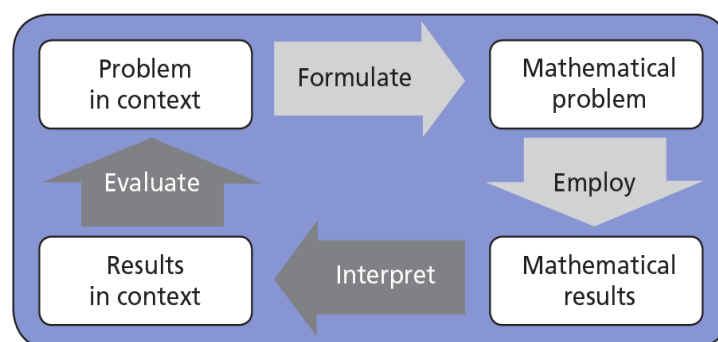 Problem
in context
Formulate
Mathematical
problem
Evaluate
Employ
Results
in context
Interpret
Mathematical
results